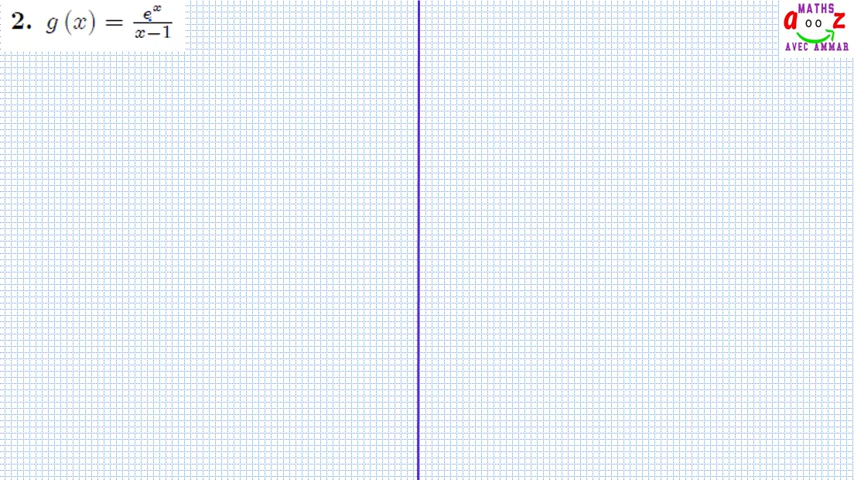 2. g (x) = e^x / (x−1)
MATHS
a o o z
AVEC AMMAR